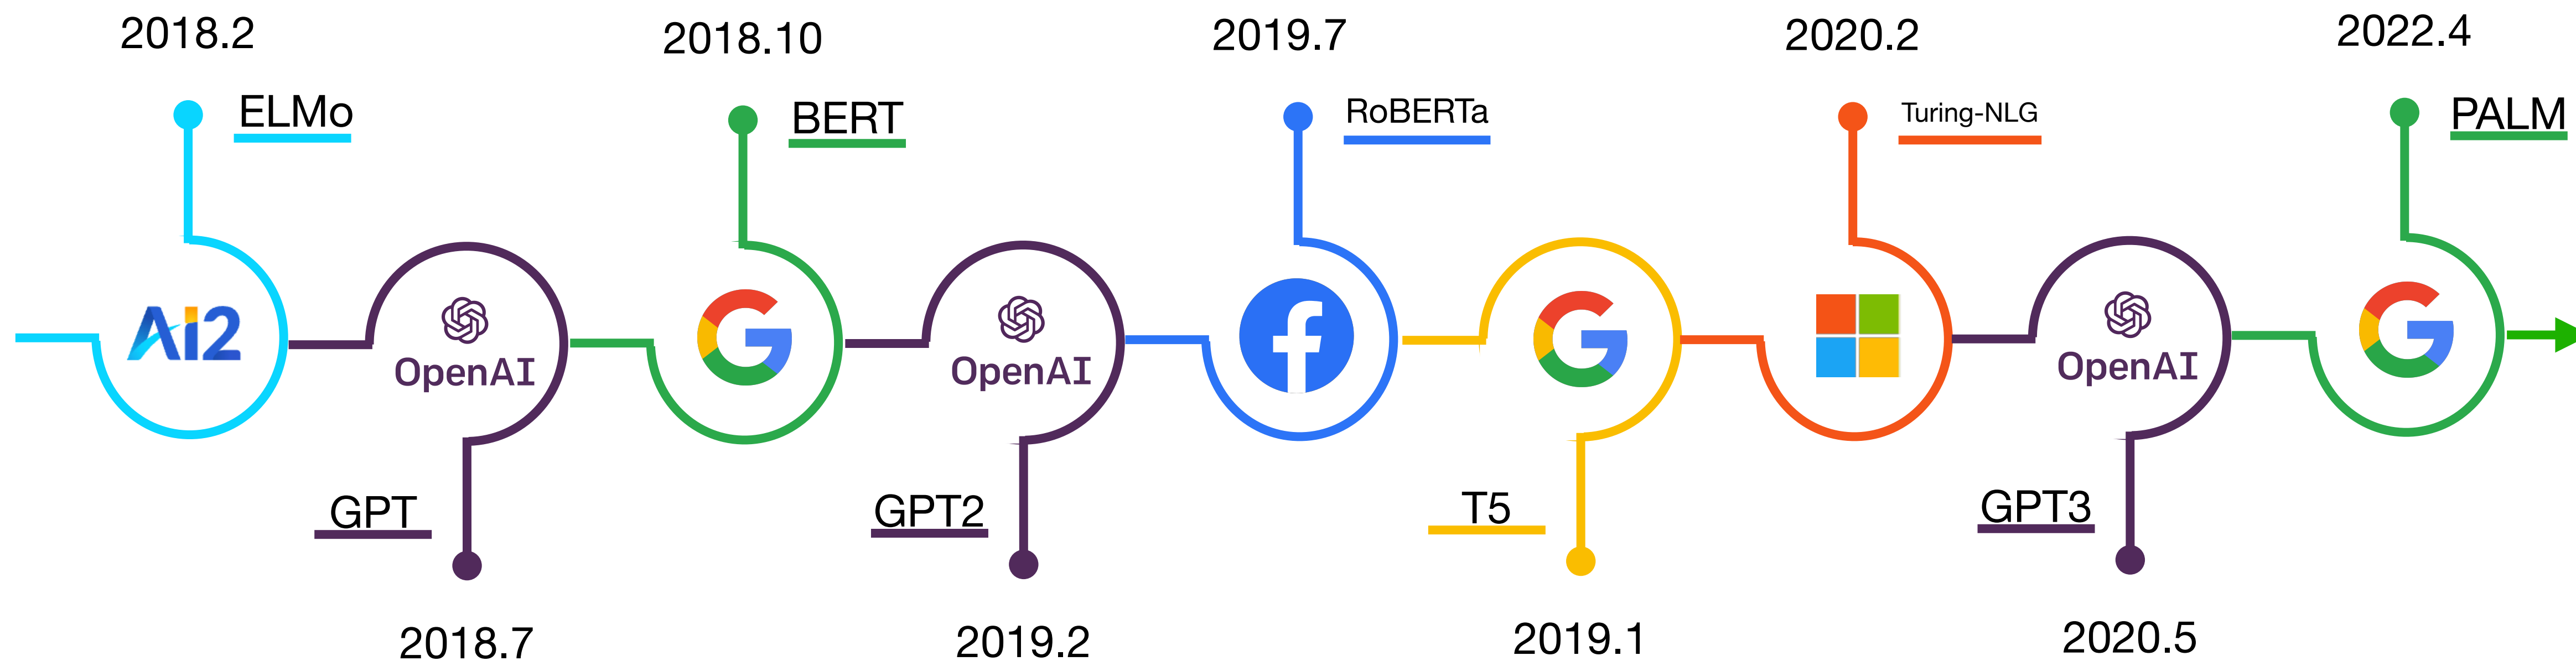 2018.2
2018.10
2019.7
2020.2
2022.4
ELMo
BERT
RoBERTa
Turing-NLG
PALM
Ai2
OpenAI
OpenAI
OpenAI
GPT
GPT2
T5
GPT3
2018.7
2019.2
2019.1
2020.5